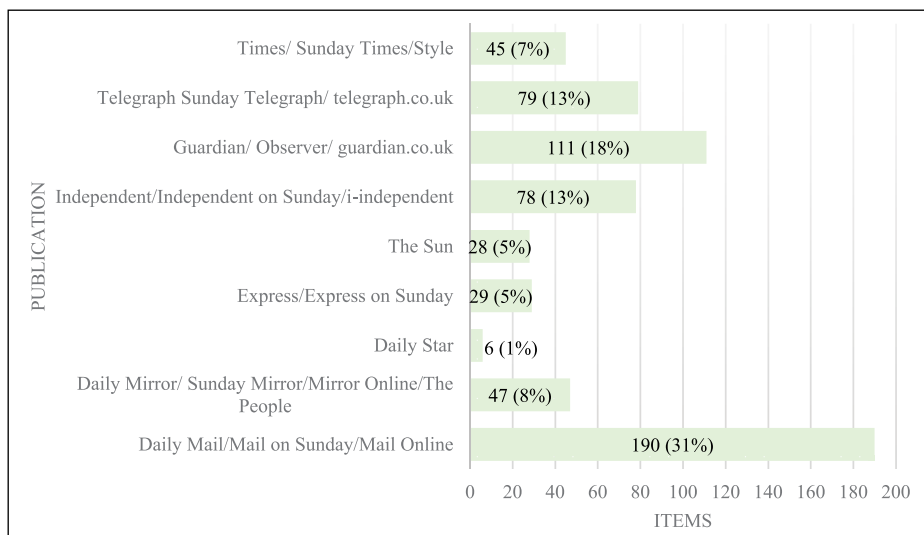 Times/ Sunday Times/Style
45 (7%)
Telegraph Sunday Telegraph/ telegraph.co.uk
79 (13%)
Guardian/ Observer/ guardian.co.uk
111 (18%)
Independent/Independent on Sunday/i-independent
78 (13%)
The Sun
28 (5%)
Express/Express on Sunday
29 (5%)
Daily Star
6 (1%)
Daily Mirror/ Sunday Mirror/Mirror Online/The
People
47 (8%)
Daily Mail/Mail on Sunday/Mail Online
190 (31%)
PUBLICATION
0 20 40 60 80 100 120 140 160 180 200
ITEMS